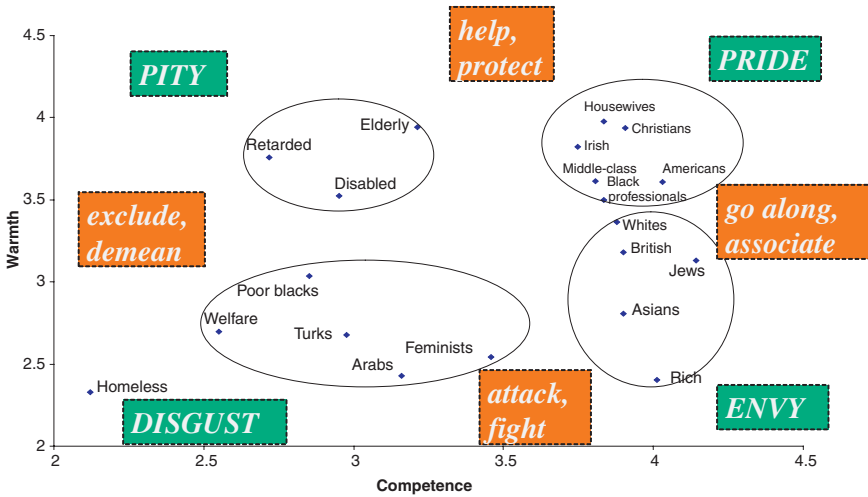 4.5
4
3.5
3
2.5
2
Warmth
2
2.5
3
3.5
4
4.5
Competence
PITY
help,
protect
PRIDE
Housewives
Christians
Irish
Middle-class
Americans
Black
professionals
Elderly
Retarded
Disabled
exclude,
demean
go along,
associate
Whites
British
Jews
Asians
Rich
Poor blacks
Welfare
Turks
Feminists
Arabs
Homeless
DISGUST
attack,
fight
ENVY